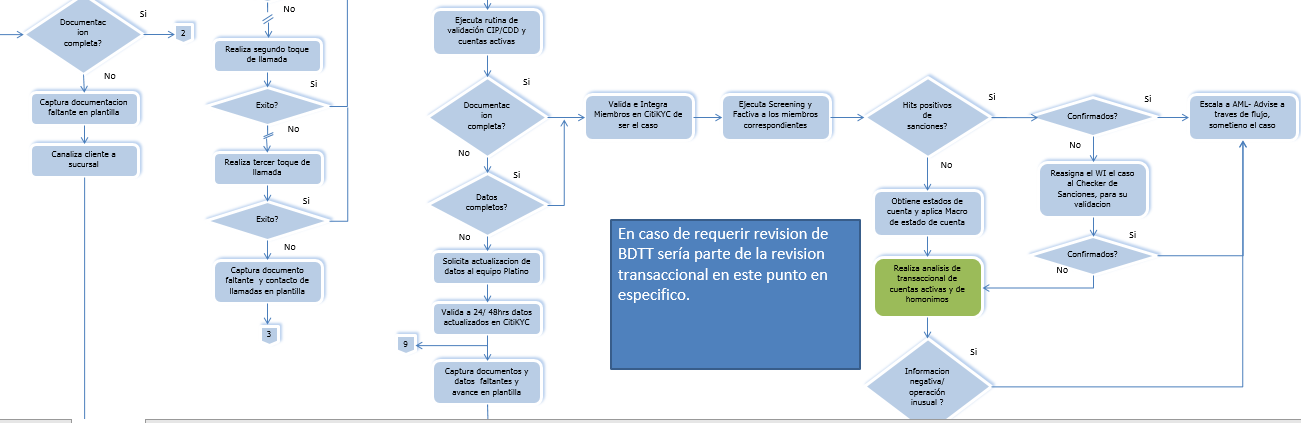 Documentac
ion
completa?
Si
2
No
Captura documentacion
faltante en plantilla
Canaliza cliente a
sucursal
No
Realiza segundo toque
de llamada
Si
Exito?
No
Realiza tercer toque de
llamada
Si
Exito?
No
Captura documento
faltante y contacto de
llamadas en plantilla
3
Ejecuta rutina de
validación CIP/CDD y
cuentas activas
Si
Documentac
ion
completa?
No
Si
Datos
completos?
No
Solicita actualizacion de
datos al equipo Platino
Valida a 24/ 48hrs datos
actualizados en CitiKYC
9
Captura documentos y
datos faltantes y
avance en plantilla
Valida e Integra
Miembros en CitiKYC de
ser el caso
Ejecuta Screening y
Factiva a los miembros
correspondientes
En caso de requerir revision de
BDTT sería parte de la revision
transaccional en este punto en
especifico.
Hits positivos
de
sanciones?
Si
No
Obtiene estados de
cuenta y aplica Macro
de estado de cuenta
Realiza analisis de
transaccional de
cuentas activas y de
homonimos
Si
Informacion
negativa/
operación
inusual ?
Confirmados?
Si
No
Reasigna el WI el caso
al Checker de
Sanciones, para su
validacion
Si
Confirmados?
No
Escala a AML- Advise a
traves de flujo,
sometieno el caso